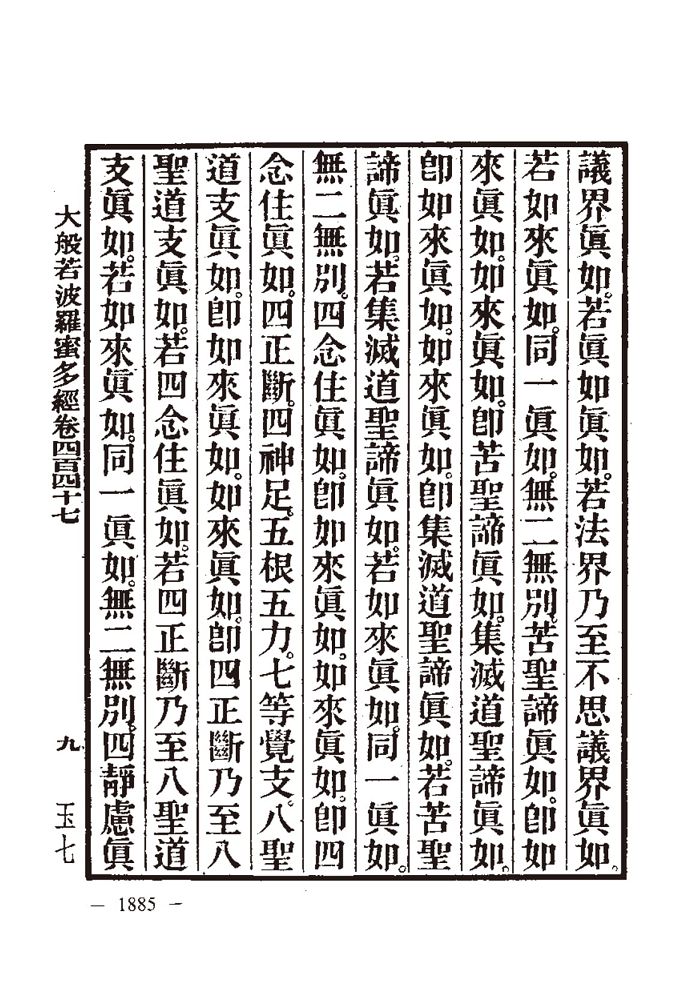 議界眞如。若眞如眞如。若法界乃至不思議界眞如。
若如來眞如。同一眞如。無二無別。苦聖諦眞如。卽如
來眞如。如來眞如。卽苦聖諦眞如。集滅道聖諦眞如。
卽如來眞如。如來眞如。卽集滅道聖諦眞如。若苦聖
諦眞如。若集滅道聖諦眞如。若如來眞如。同一眞如。
無二無別。四念住眞如。卽如來眞如。如來眞如。卽四
念住眞如。四正斷。四神足。五根五力。七等覺支。八聖
道支眞如。卽如來眞如。如來眞如。卽四正斷乃至八
聖道支眞如。若四念住眞如。若四正斷乃至八聖道
支眞如。若如來眞如。同一眞如。無二無別。四靜慮眞
大般若波羅蜜多經卷四百四十七
九
玉七
— 1885 —